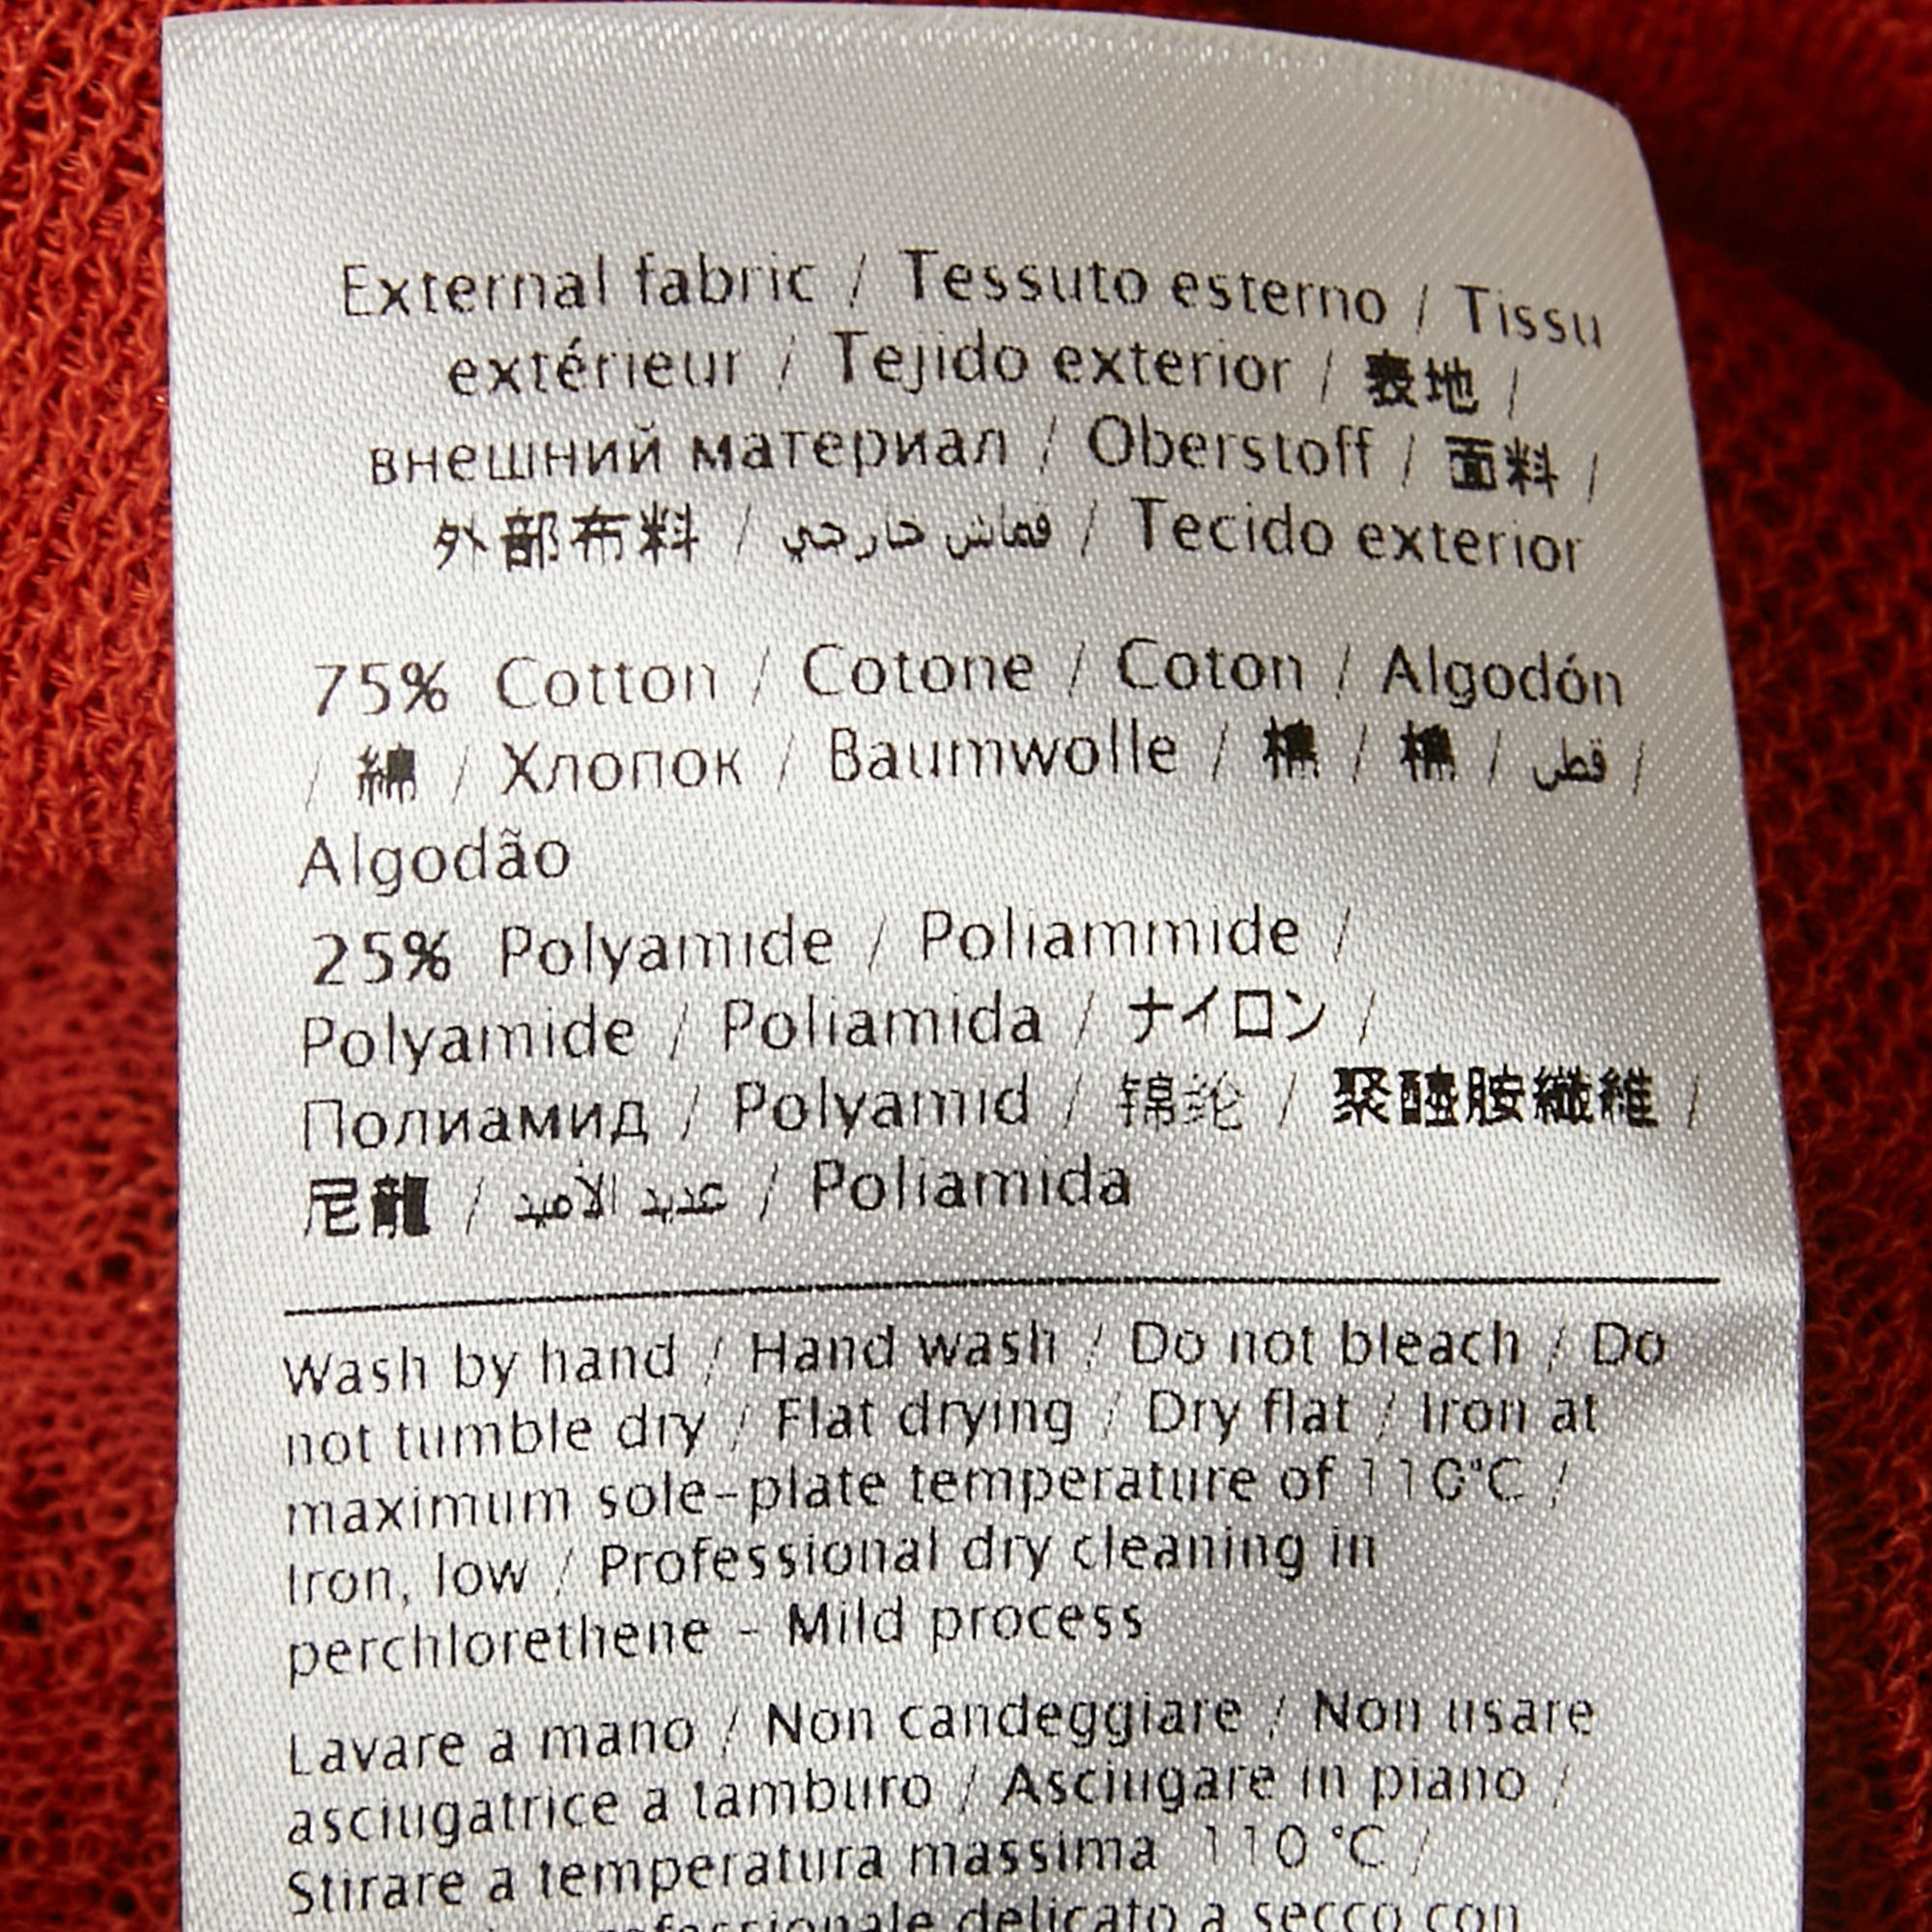 External fabric / Tessuto esterno / Tissu
extérieur / Tejido exterior / 表地 /
внешний материал / Oberstoff / 面料 /
外部布料 / قماش خارجي / Tecido exterior
75% Cotton / Cotone / Coton / Algodón
/ 綿 / Хлопок / Baumwolle / 棉 / 棉 / قطن /
Algodão
25% Polyamide / Poliammide /
Polyamide / Poliamida / ナイロン /
Полиамид / Polyamid / 锦纶 / 聚醯胺纖維 /
尼龍 / عديد الأميد / Poliamida
Wash by hand / Hand wash / Do not bleach / Do
not tumble dry / Flat drying / Dry flat / Iron at
maximum sole-plate temperature of 110°C /
Iron, low / Professional dry cleaning in
perchlorethene - Mild process
Lavare a mano / Non candeggiare / Non usare
asciugatrice a tamburo / Asciugare in piano /
Stirare a temperatura massima 110 °C /
professionale delicato a secco con